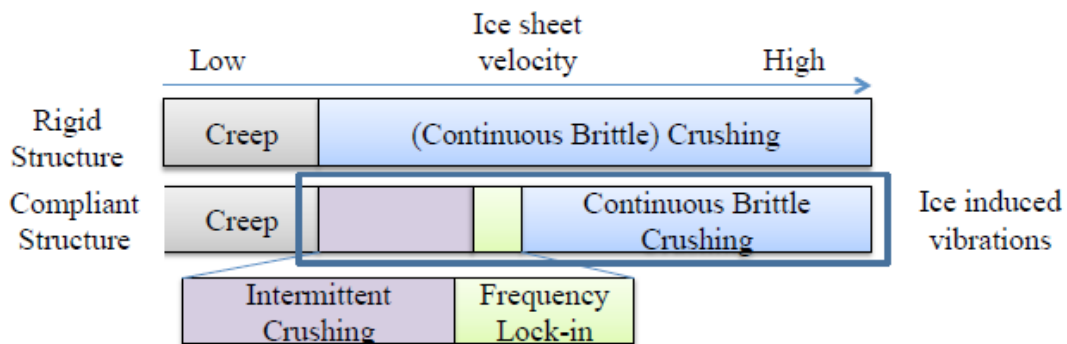 Ice sheet
velocity
Low
High
Rigid
Structure
Creep
(Continuous Brittle) Crushing
Compliant
Structure
Creep
Continuous Brittle
Crushing
Ice induced
vibrations
Intermittent
Crushing
Frequency
Lock-in